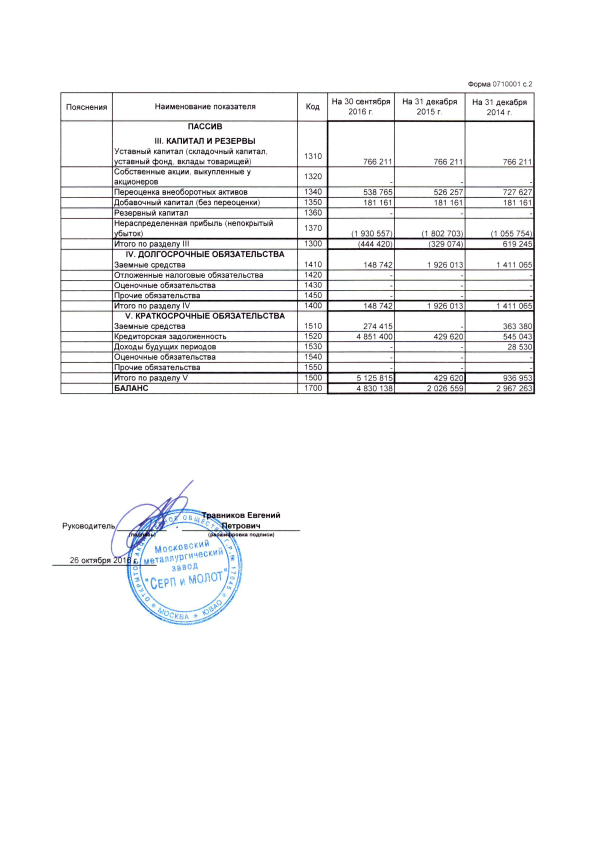 Форма 0710001 с.2
Пояснения Наименование показателя Код На 30 сентября 2016 г. На 31 декабря 2015 г. На 31 декабря 2014 г.
ПАССИВ
III. КАПИТАЛ И РЕЗЕРВЫ
Уставный капитал (складочный капитал,
уставный фонд, вклады товарищей) 1310 766 211 766 211 766 211
Собственные акции, выкупленные у
акционеров 1320 - - -
Переоценка внеоборотных активов 1340 538 765 526 257 727 627
Добавочный капитал (без переоценки) 1350 181 161 181 161 181 161
Резервный капитал 1360 - - -
Нераспределенная прибыль (непокрытый
убыток) 1370 (1 930 557) (1 802 703) (1 055 754)
Итого по разделу III 1300 (444 420) (329 074) 619 245
IV. ДОЛГОСРОЧНЫЕ ОБЯЗАТЕЛЬСТВА
Заемные средства 1410 148 742 1 926 013 1 411 065
Отложенные налоговые обязательства 1420 - - -
Оценочные обязательства 1430 - - -
Прочие обязательства 1450 - - -
Итого по разделу IV 1400 148 742 1 926 013 1 411 065
V. КРАТКОСРОЧНЫЕ ОБЯЗАТЕЛЬСТВА
Заемные средства 1510 274 415 - 363 380
Кредиторская задолженность 1520 4 851 400 429 620 545 043
Доходы будущих периодов 1530 - - 28 530
Оценочные обязательства 1540 - - -
Прочие обязательства 1550 - - -
Итого по разделу V 1500 5 125 815 429 620 936 953
БАЛАНС 1700 4 830 138 2 026 559 2 967 263
Травников Евгений
Руководитель Петрович
(подпись) (расшифровка подписи)
26 октября 2016 г.
Московский
металлургический
завод
"СЕРП и МОЛОТ"
МОСКВА * ЮВАО